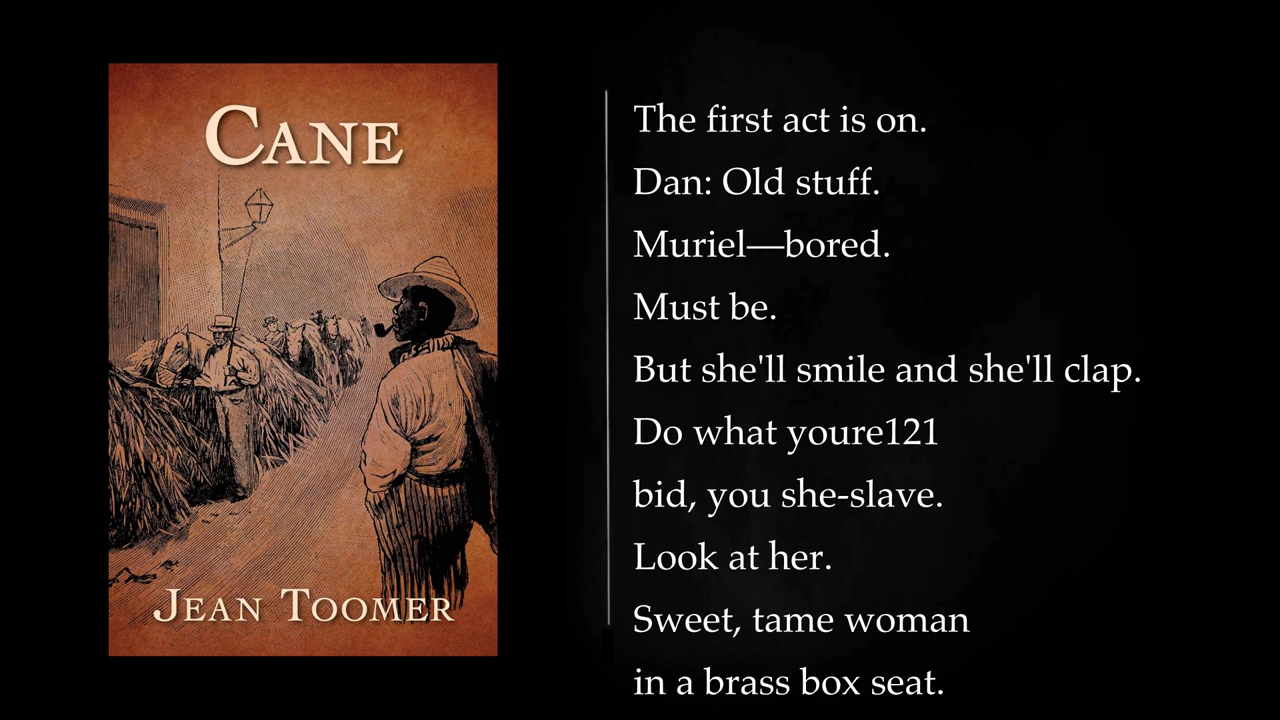 CANE
JEAN TOOMER
The first act is on.
Dan: Old stuff.
Muriel—bored.
Must be.
But she'll smile and she'll clap.
Do what youre121
bid, you she-slave.
Look at her.
Sweet, tame woman
in a brass box seat.